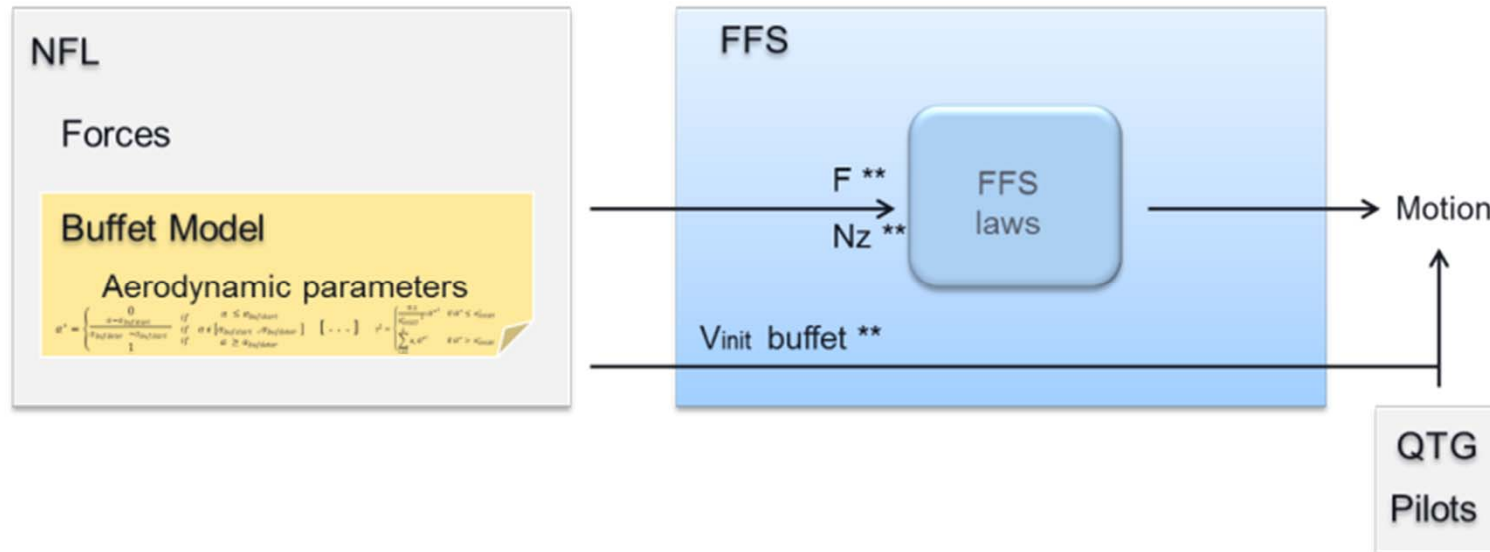 NFL
Forces
Buffet Model
Aerodynamic parameters
FFS
F **
Nz **
FFS
laws
Motion
Vinit buffet **
QTG
Pilots